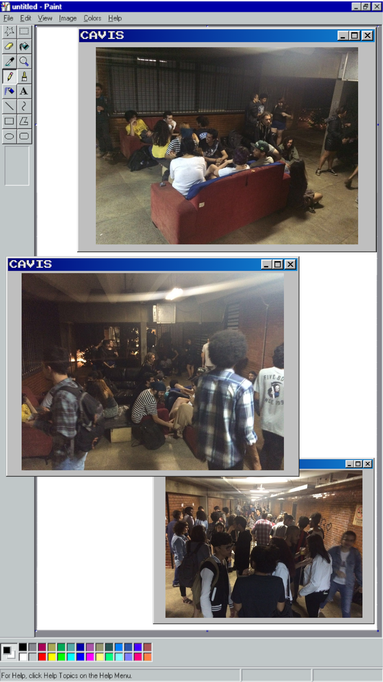 untitled - Paint
File Edit View Image Colors Help
A
CAVIS
CAVIS
For Help, click Help Topics on the Help Menu.